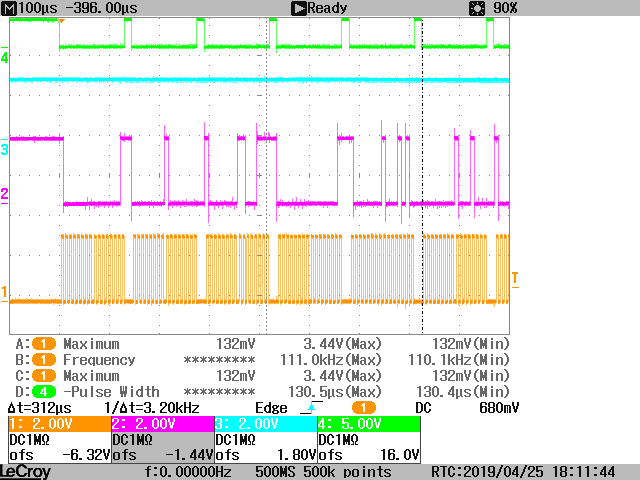 M 100µs -396.00µs Ready 90%
4
3
2
1
T
A: 1 Maximum 132mV 3.44V(Max) 132mV(Min)
B: 1 Frequency ********* 111.0kHz(Max) 110.1kHz(Min)
C: 1 Maximum 132mV 3.44V(Max) 132mV(Min)
D: 4 -Pulse Width ********* 130.5µs(Max) 130.4µs(Min)
Δt=312µs 1/Δt=3.20kHz Edge 1 DC 680mV
1: 2.00V 2: 2.00V 3: 2.00V 4: 5.00V
DC1MΩ DC1MΩ DC1MΩ DC1MΩ
ofs -6.32V ofs -1.44V ofs 1.80V ofs 16.0V
LeCroy f:0.00000Hz 500MS 500k points RTC:2019/04/25 18:11:44